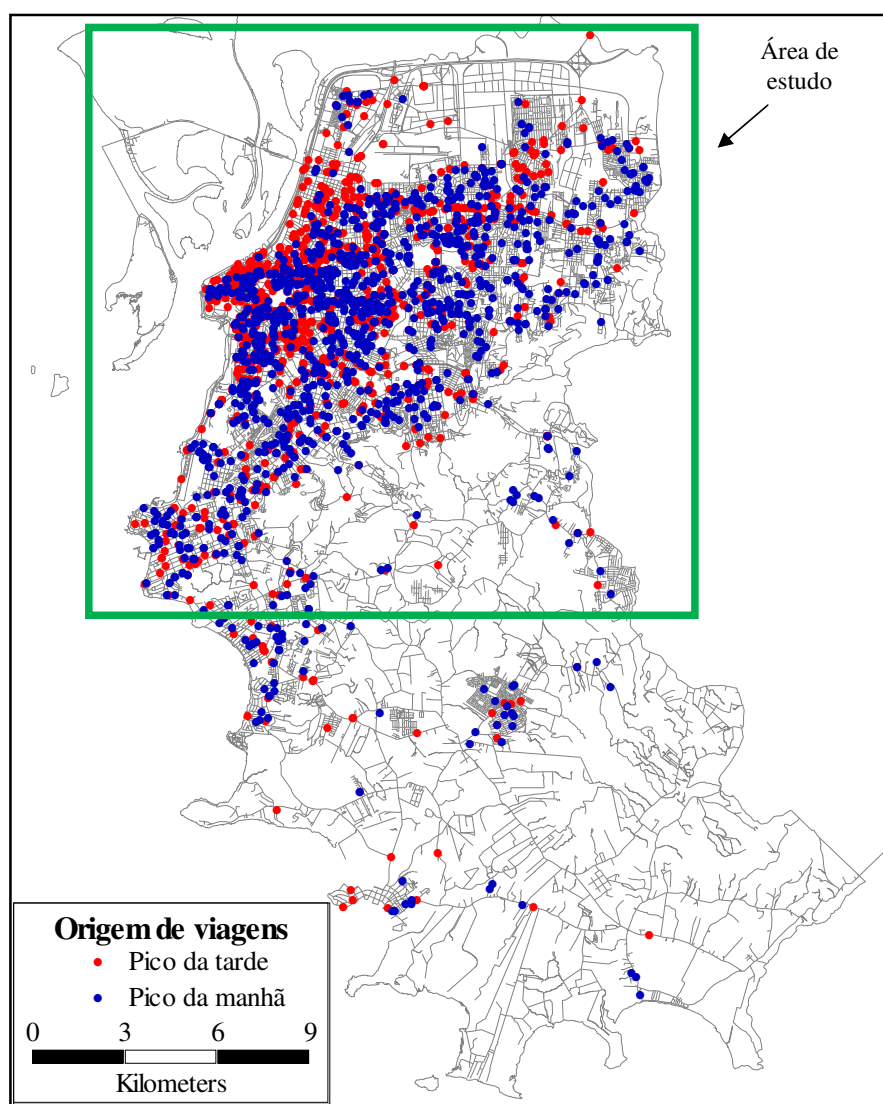 Área de
estudo
Origem de viagens
Pico da tarde
Pico da manhã
0 3 6 9
Kilometers